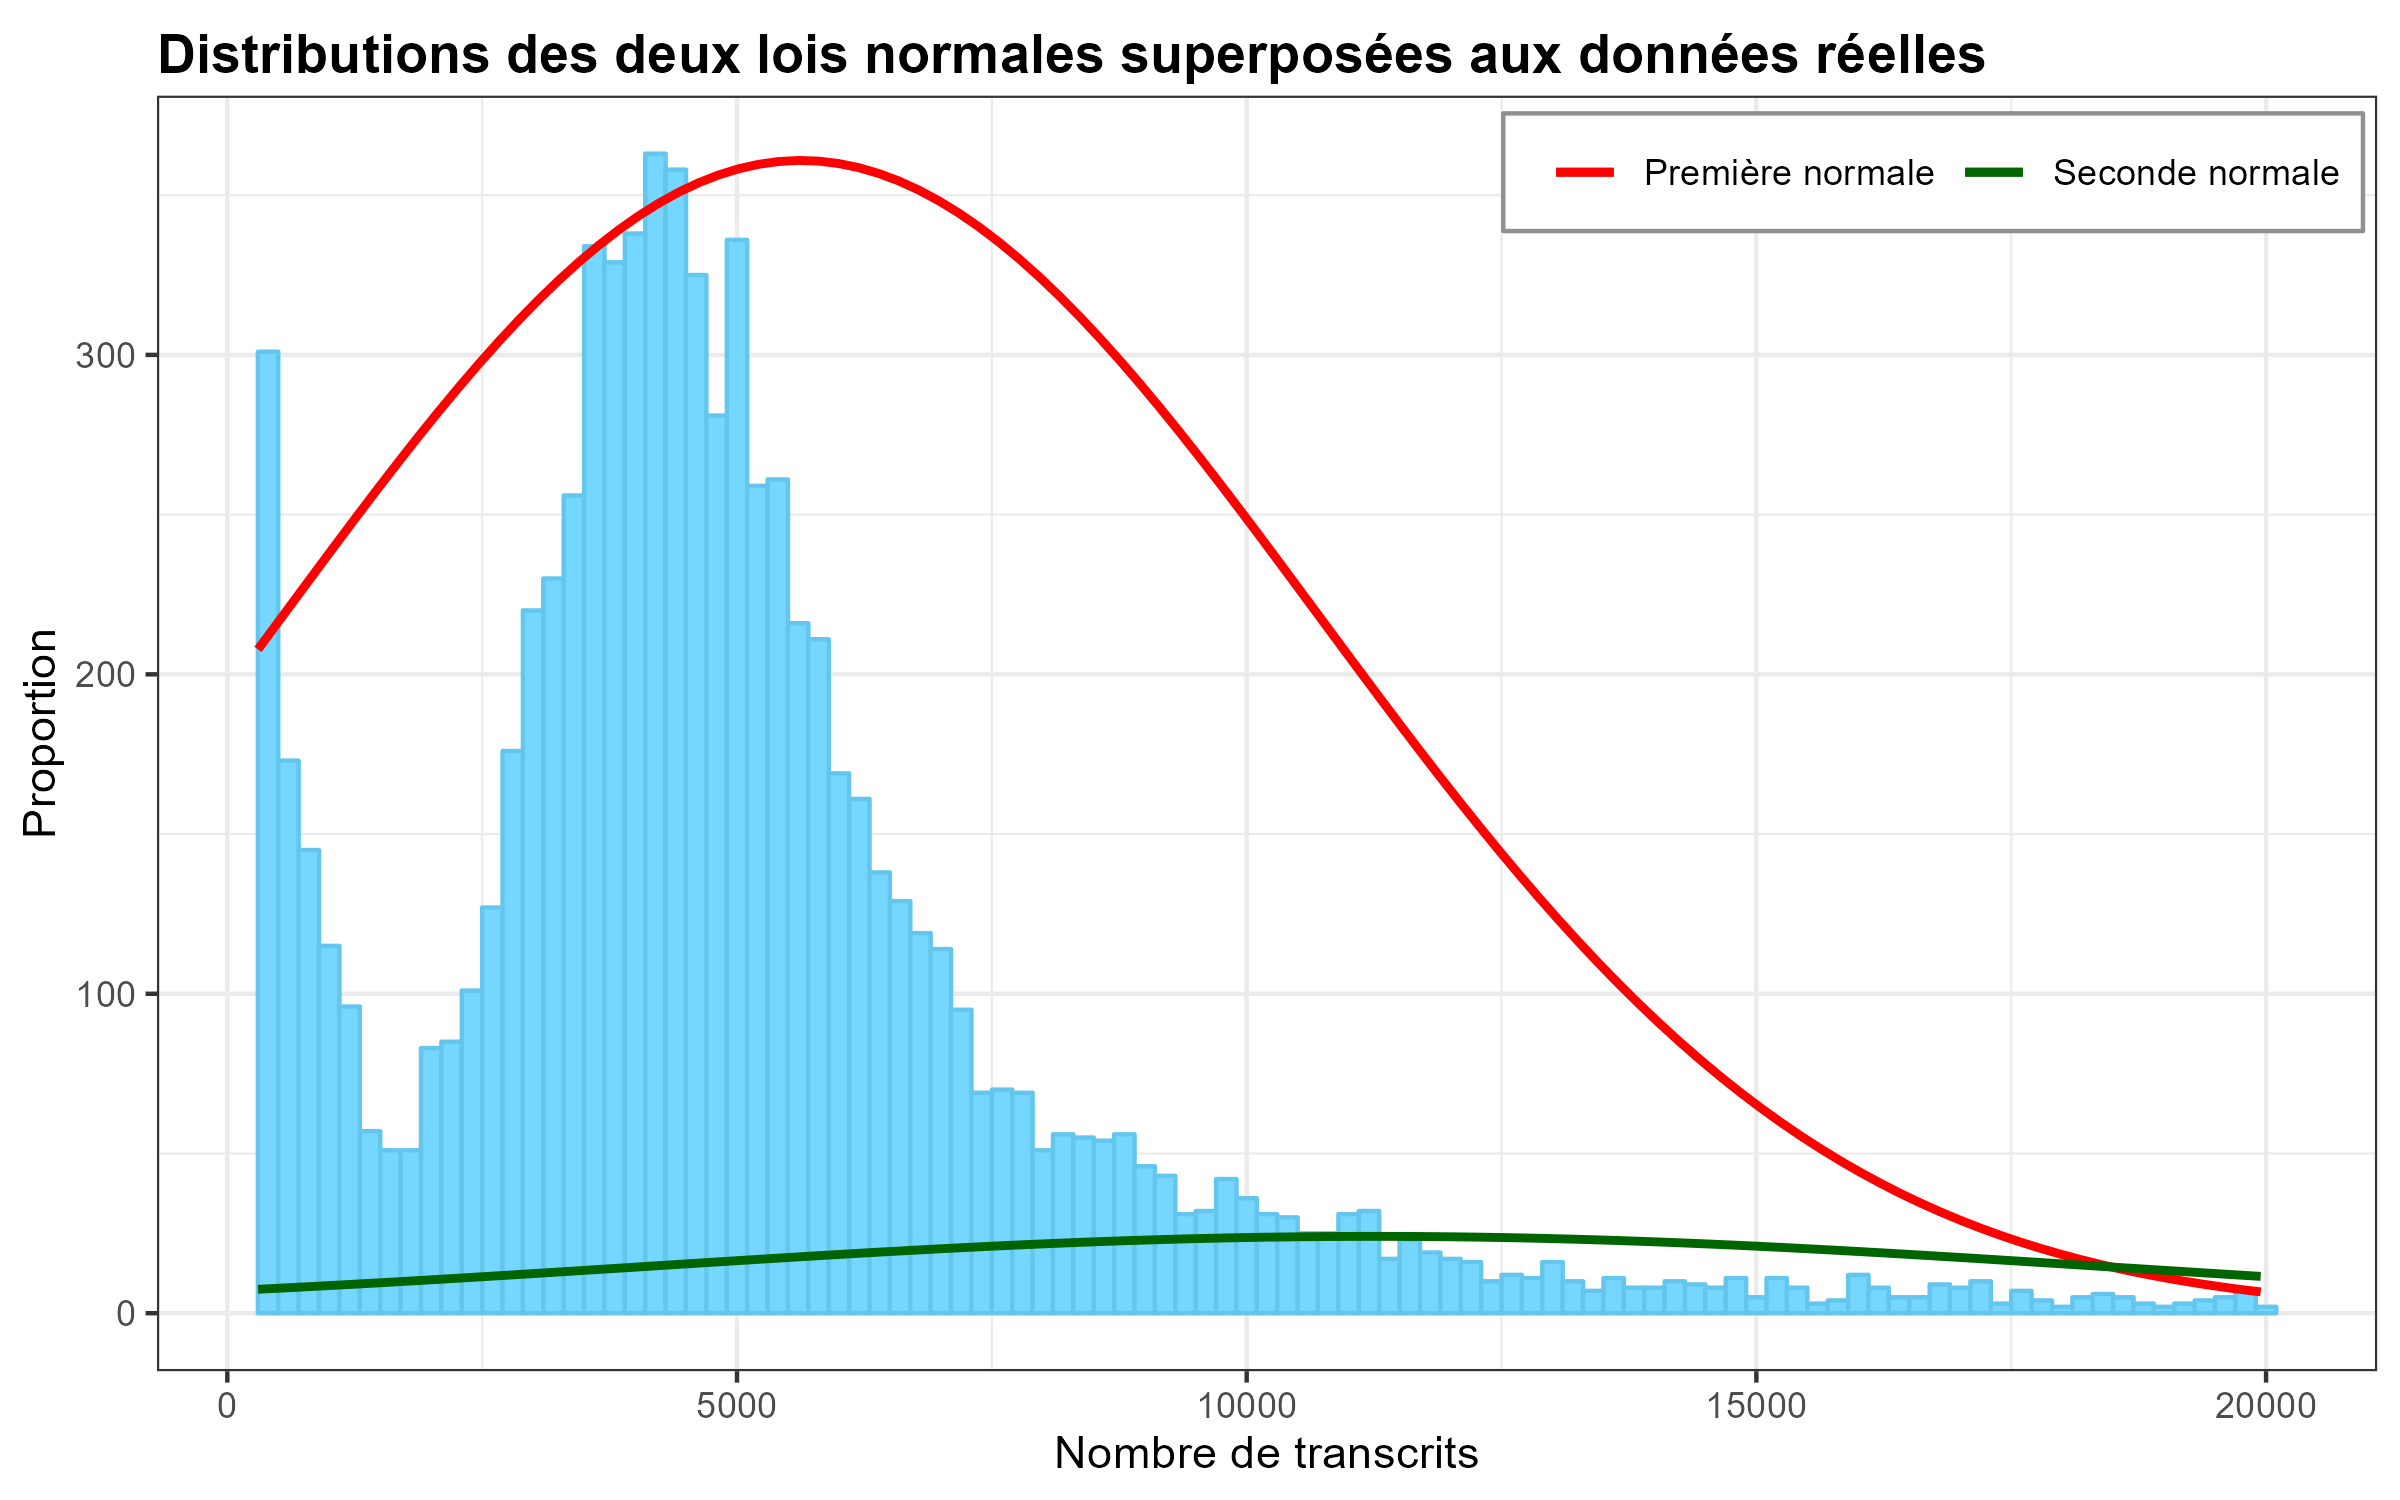 Distributions des deux lois normales superposées aux données réelles
Première normale
Seconde normale
Proportion
300
200
100
0
0
5000
10000
15000
20000
Nombre de transcrits